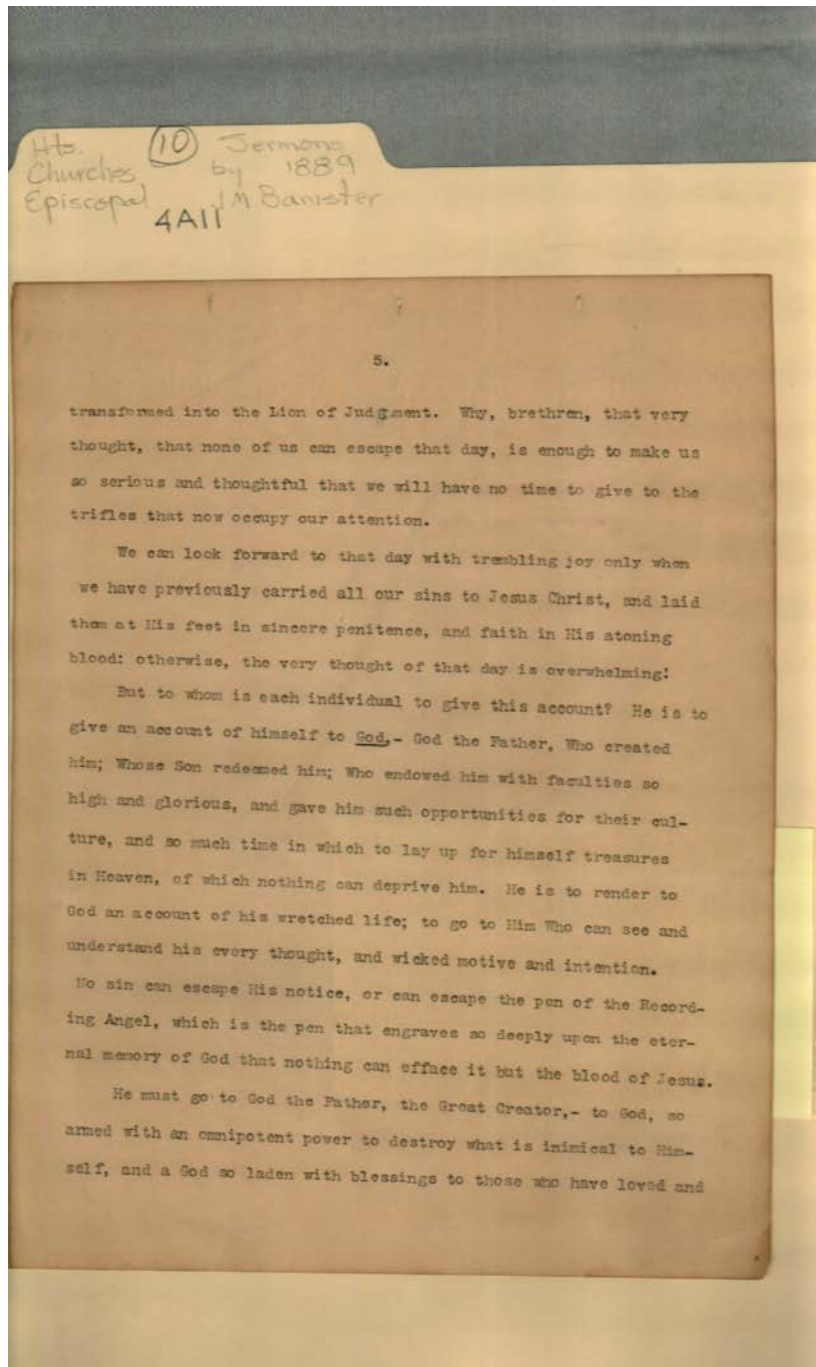 Hts. (10) Sermons
Churches by 1889
Episcopal J M Banister
4A11
5.
transformed into the Lion of Judgment. Why, brethren, that very
thought, that none of us can escape that day, is enough to make us
so serious and thoughtful that we will have no time to give to the
trifles that now occupy our attention.
We can look forward to that day with trembling joy only when
we have previously carried all our sins to Jesus Christ, and laid
them at His feet in sincere penitence, and faith in His atoning
blood: otherwise, the very thought of that day is overwhelming!
But to whom is each individual to give this account? He is to
give an account of himself to God,- God the Father, Who created
him; Whose Son redeemed him; Who endowed him with faculties so
high and glorious, and gave him such opportunities for their cul-
ture, and so much time in which to lay up for himself treasures
in Heaven, of which nothing can deprive him. He is to render to
God an account of his wretched life; to go to Him Who can see and
understand his every thought, and wicked motive and intention.
No sin can escape His notice, or can escape the pen of the Record-
ing Angel, which is the pen that engraves so deeply upon the eter-
nal memory of God that nothing can efface it but the blood of Jesus.
He must go to God the Father, the Great Creator,- to God, so
armed with an omnipotent power to destroy what is inimical to Him-
self, and a God so laden with blessings to those who have loved and